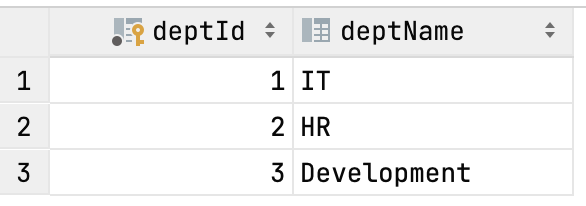 deptId deptName
1 1 IT
2 2 HR
3 3 Development